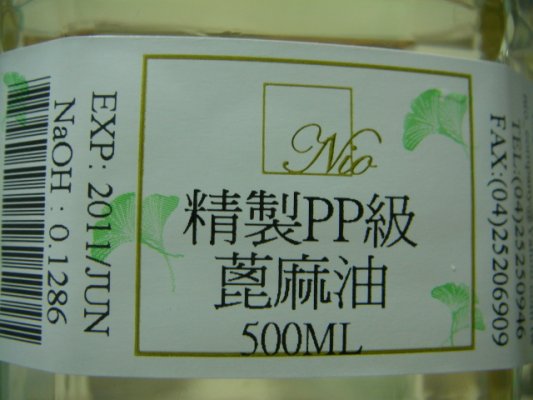 Nio
精製PP級
蓖麻油
500ML
EXP: 2011/JUN
NaOH : 0.1286
TEL:(04)25250946
FAX:(04)25206909